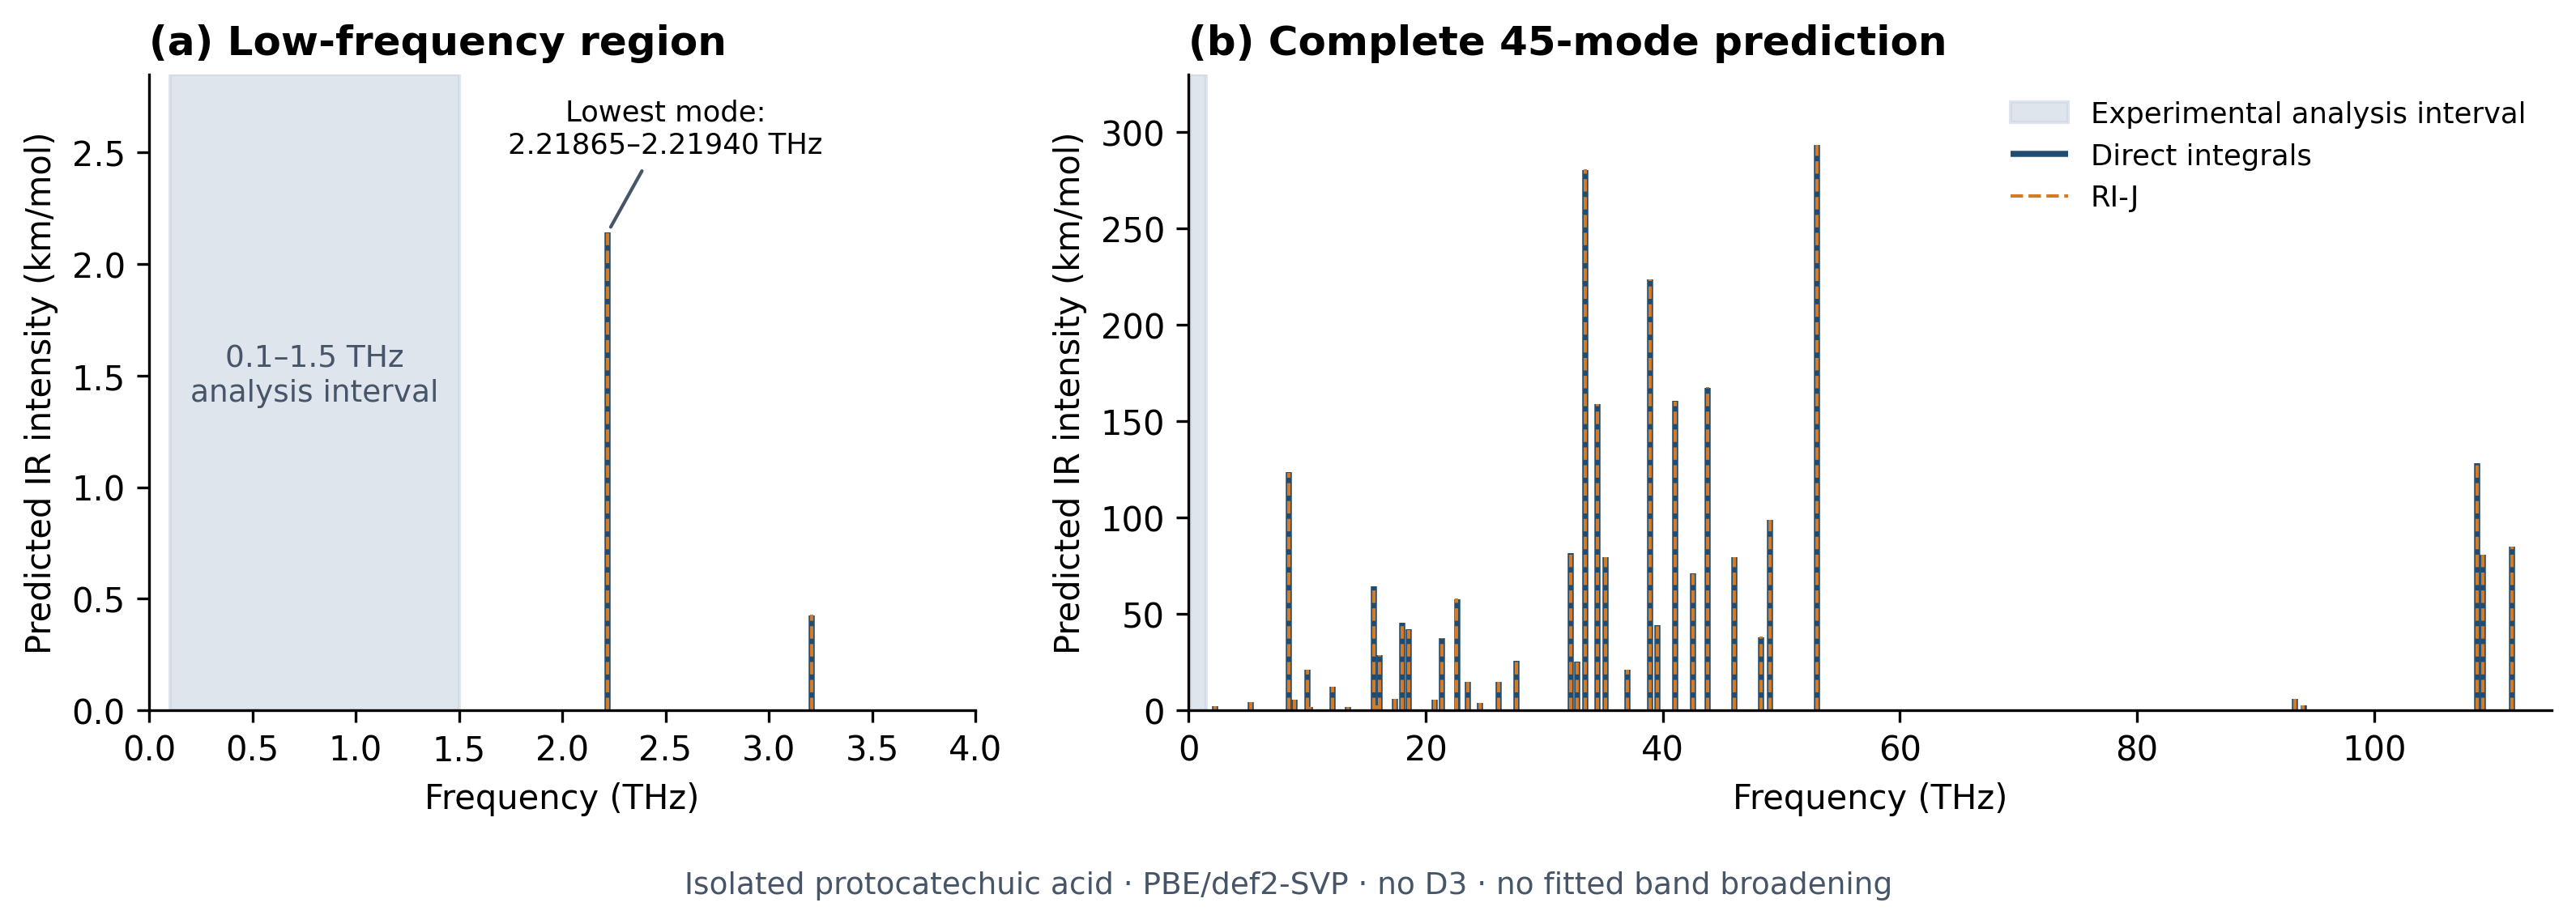 (a) Low-frequency region
Predicted IR intensity (km/mol)
2.5
2.0
1.5
1.0
0.5
0.0
Lowest mode:
2.21865–2.21940 THz
0.1–1.5 THz
analysis interval
0.0 0.5 1.0 1.5 2.0 2.5 3.0 3.5 4.0
Frequency (THz)
(b) Complete 45-mode prediction
Predicted IR intensity (km/mol)
300
250
200
150
100
50
0
Experimental analysis interval
Direct integrals
RI-J
0 20 40 60 80 100
Frequency (THz)
Isolated protocatechuic acid · PBE/def2-SVP · no D3 · no fitted band broadening